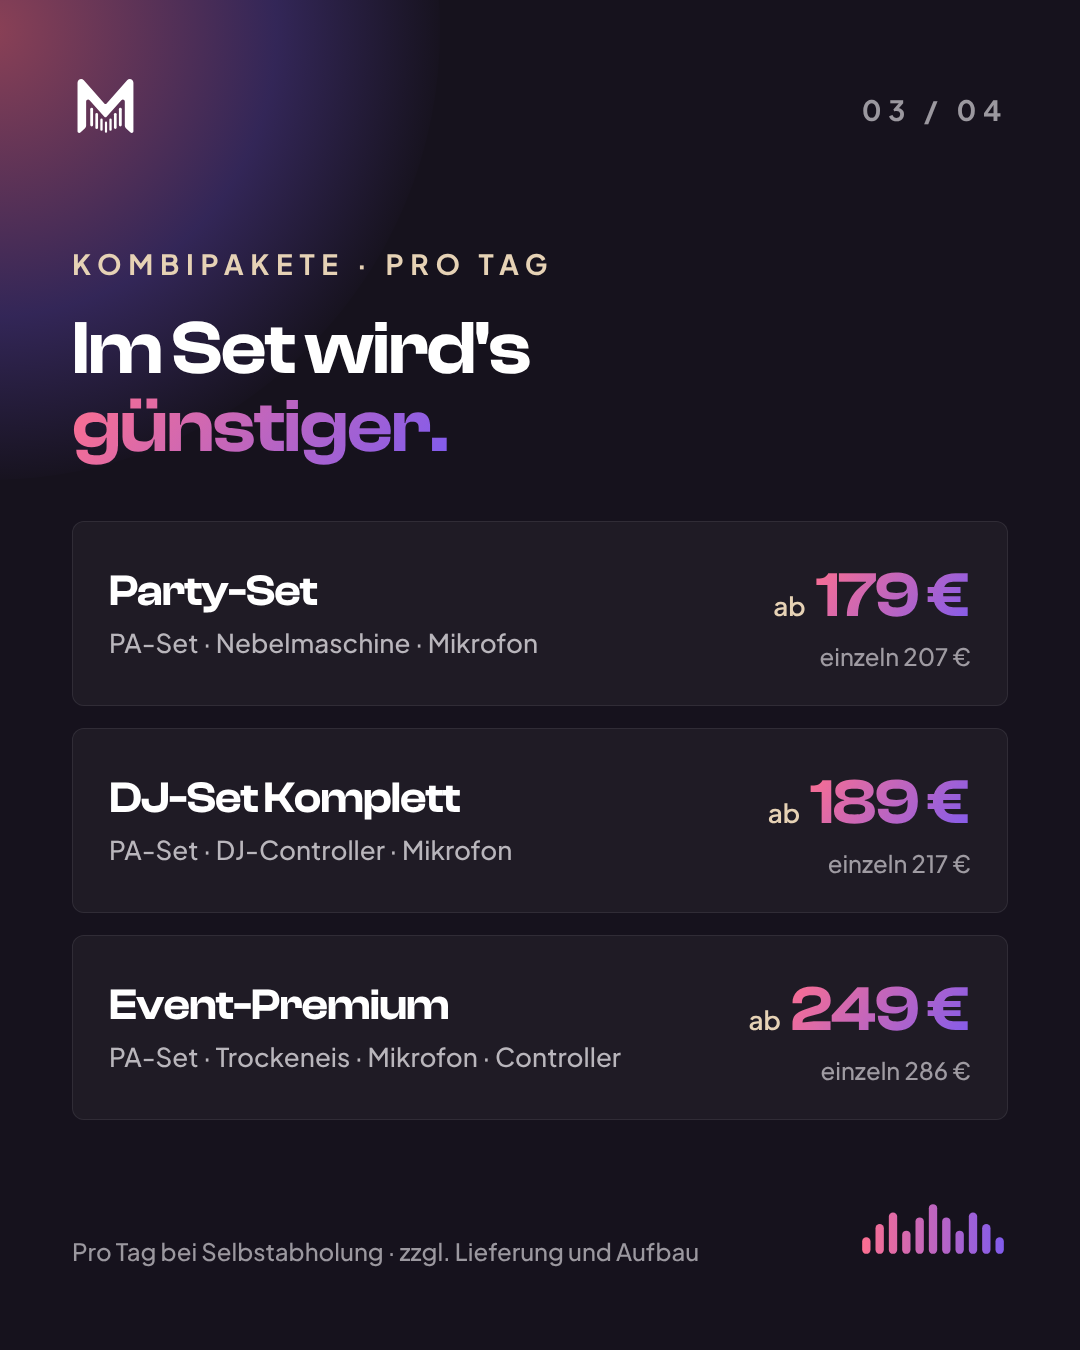 03 / 04
KOMBIPAKETE · PRO TAG
Im Set wird's
günstiger.
Party-Set
ab 179 €
PA-Set · Nebelmaschine · Mikrofon
einzeln 207 €
DJ-Set Komplett
ab 189 €
PA-Set · DJ-Controller · Mikrofon
einzeln 217 €
Event-Premium
ab 249 €
PA-Set · Trockeneis · Mikrofon · Controller
einzeln 286 €
Pro Tag bei Selbstabholung · zzgl. Lieferung und Aufbau